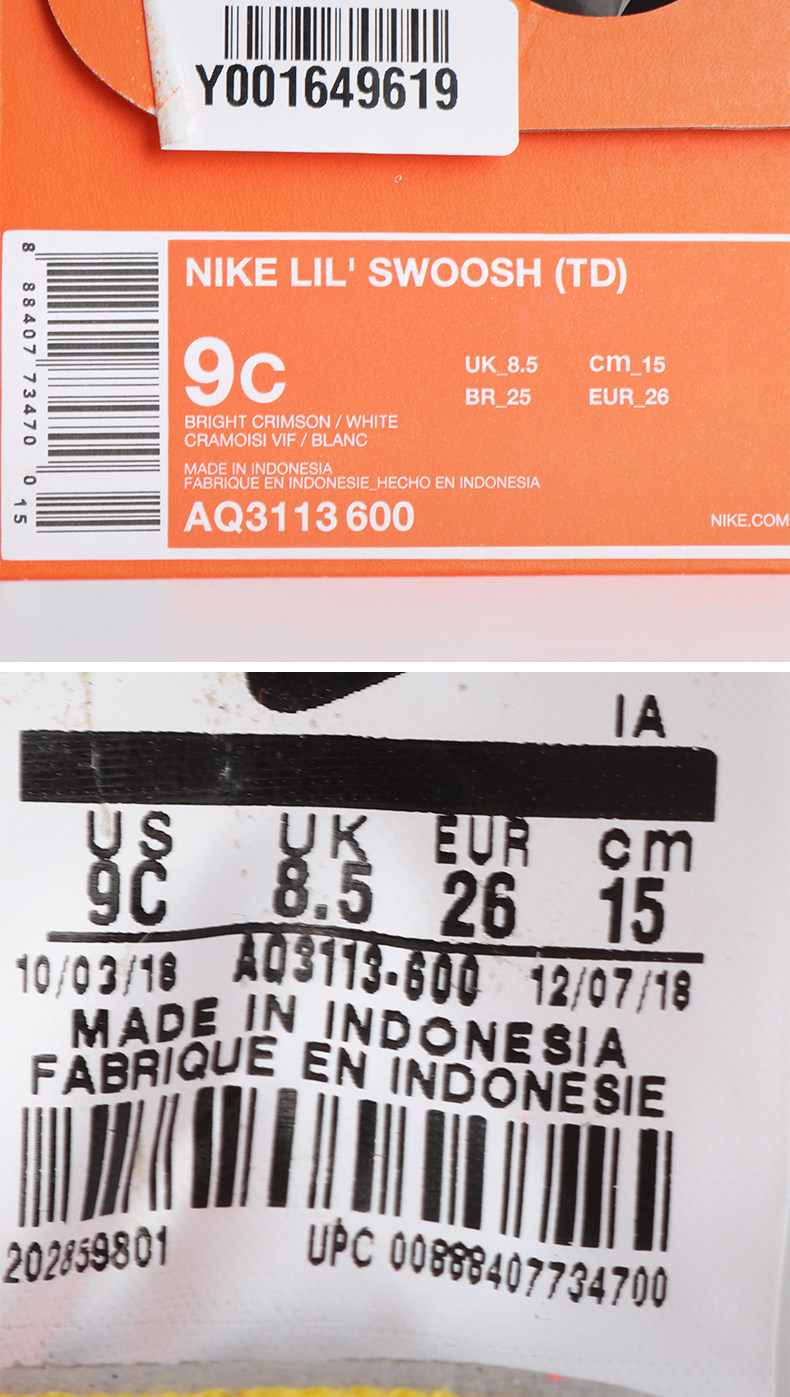 Y001649619
NIKE LIL' SWOOSH (TD)
9C
UK_8.5 cm_15
BR_25 EUR_26
BRIGHT CRIMSON / WHITE
CRAMOISI VIF / BLANC
MADE IN INDONESIA
FABRIQUE EN INDONESIE_HECHO EN INDONESIA
AQ3113 600
NIKE.COM
8 88407 73470 0 15
IA
US UK EUR cm
9C 8.5 26 15
10/03/18 AQ3113-600 12/07/18
MADE IN INDONESIA
FABRIQUE EN INDONESIE
202859801 UPC 00888407734700